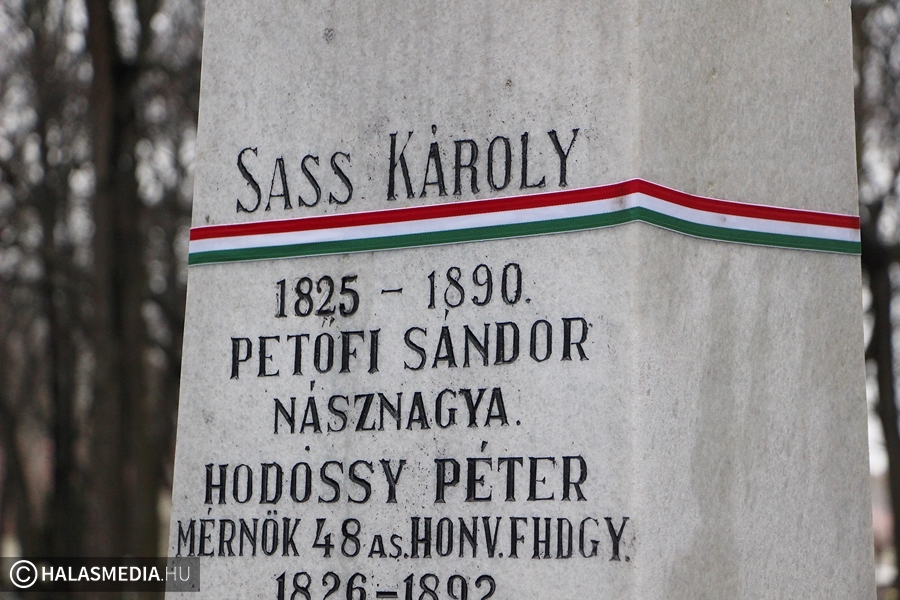 SASS KÁROLY
1825 – 1890.
PETŐFI SÁNDOR
NÁSZNAGYA.
HODOSSY PÉTER
MÉRNÖK 48 AS. HONV. FHDGY.
1826 – 1892
© HALASMEDIA.HU